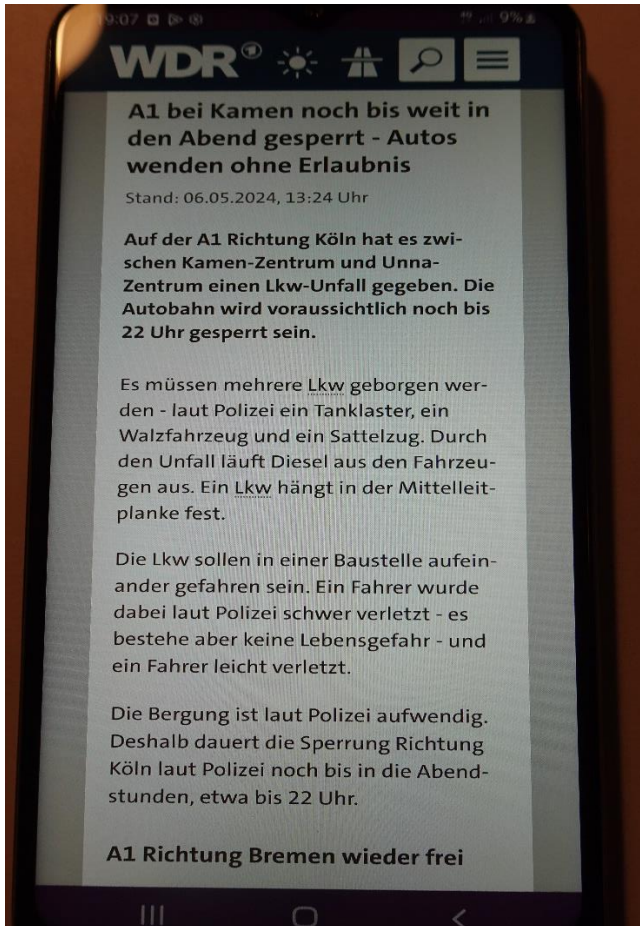 19:07
9%
WDR
A1 bei Kamen noch bis weit in
den Abend gesperrt - Autos
wenden ohne Erlaubnis
Stand: 06.05.2024, 13:24 Uhr
Auf der A1 Richtung Köln hat es zwi-
schen Kamen-Zentrum und Unna-
Zentrum einen Lkw-Unfall gegeben. Die
Autobahn wird voraussichtlich noch bis
22 Uhr gesperrt sein.
Es müssen mehrere Lkw geborgen wer-
den - laut Polizei ein Tanklaster, ein
Walzfahrzeug und ein Sattelzug. Durch
den Unfall läuft Diesel aus den Fahrzeu-
gen aus. Ein Lkw hängt in der Mittelleit-
planke fest.
Die Lkw sollen in einer Baustelle aufein-
ander gefahren sein. Ein Fahrer wurde
dabei laut Polizei schwer verletzt - es
bestehe aber keine Lebensgefahr - und
ein Fahrer leicht verletzt.
Die Bergung ist laut Polizei aufwendig.
Deshalb dauert die Sperrung Richtung
Köln laut Polizei noch bis in die Abend-
stunden, etwa bis 22 Uhr.
A1 Richtung Bremen wieder frei